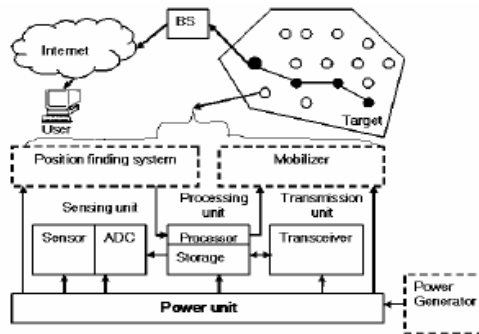 BS
Internet
User
Target
Position finding system
Mobilizer
Sensing unit
Processing
unit
Transmission
unit
Sensor
ADC
Processor
Storage
Transceiver
Power unit
Power
Generator